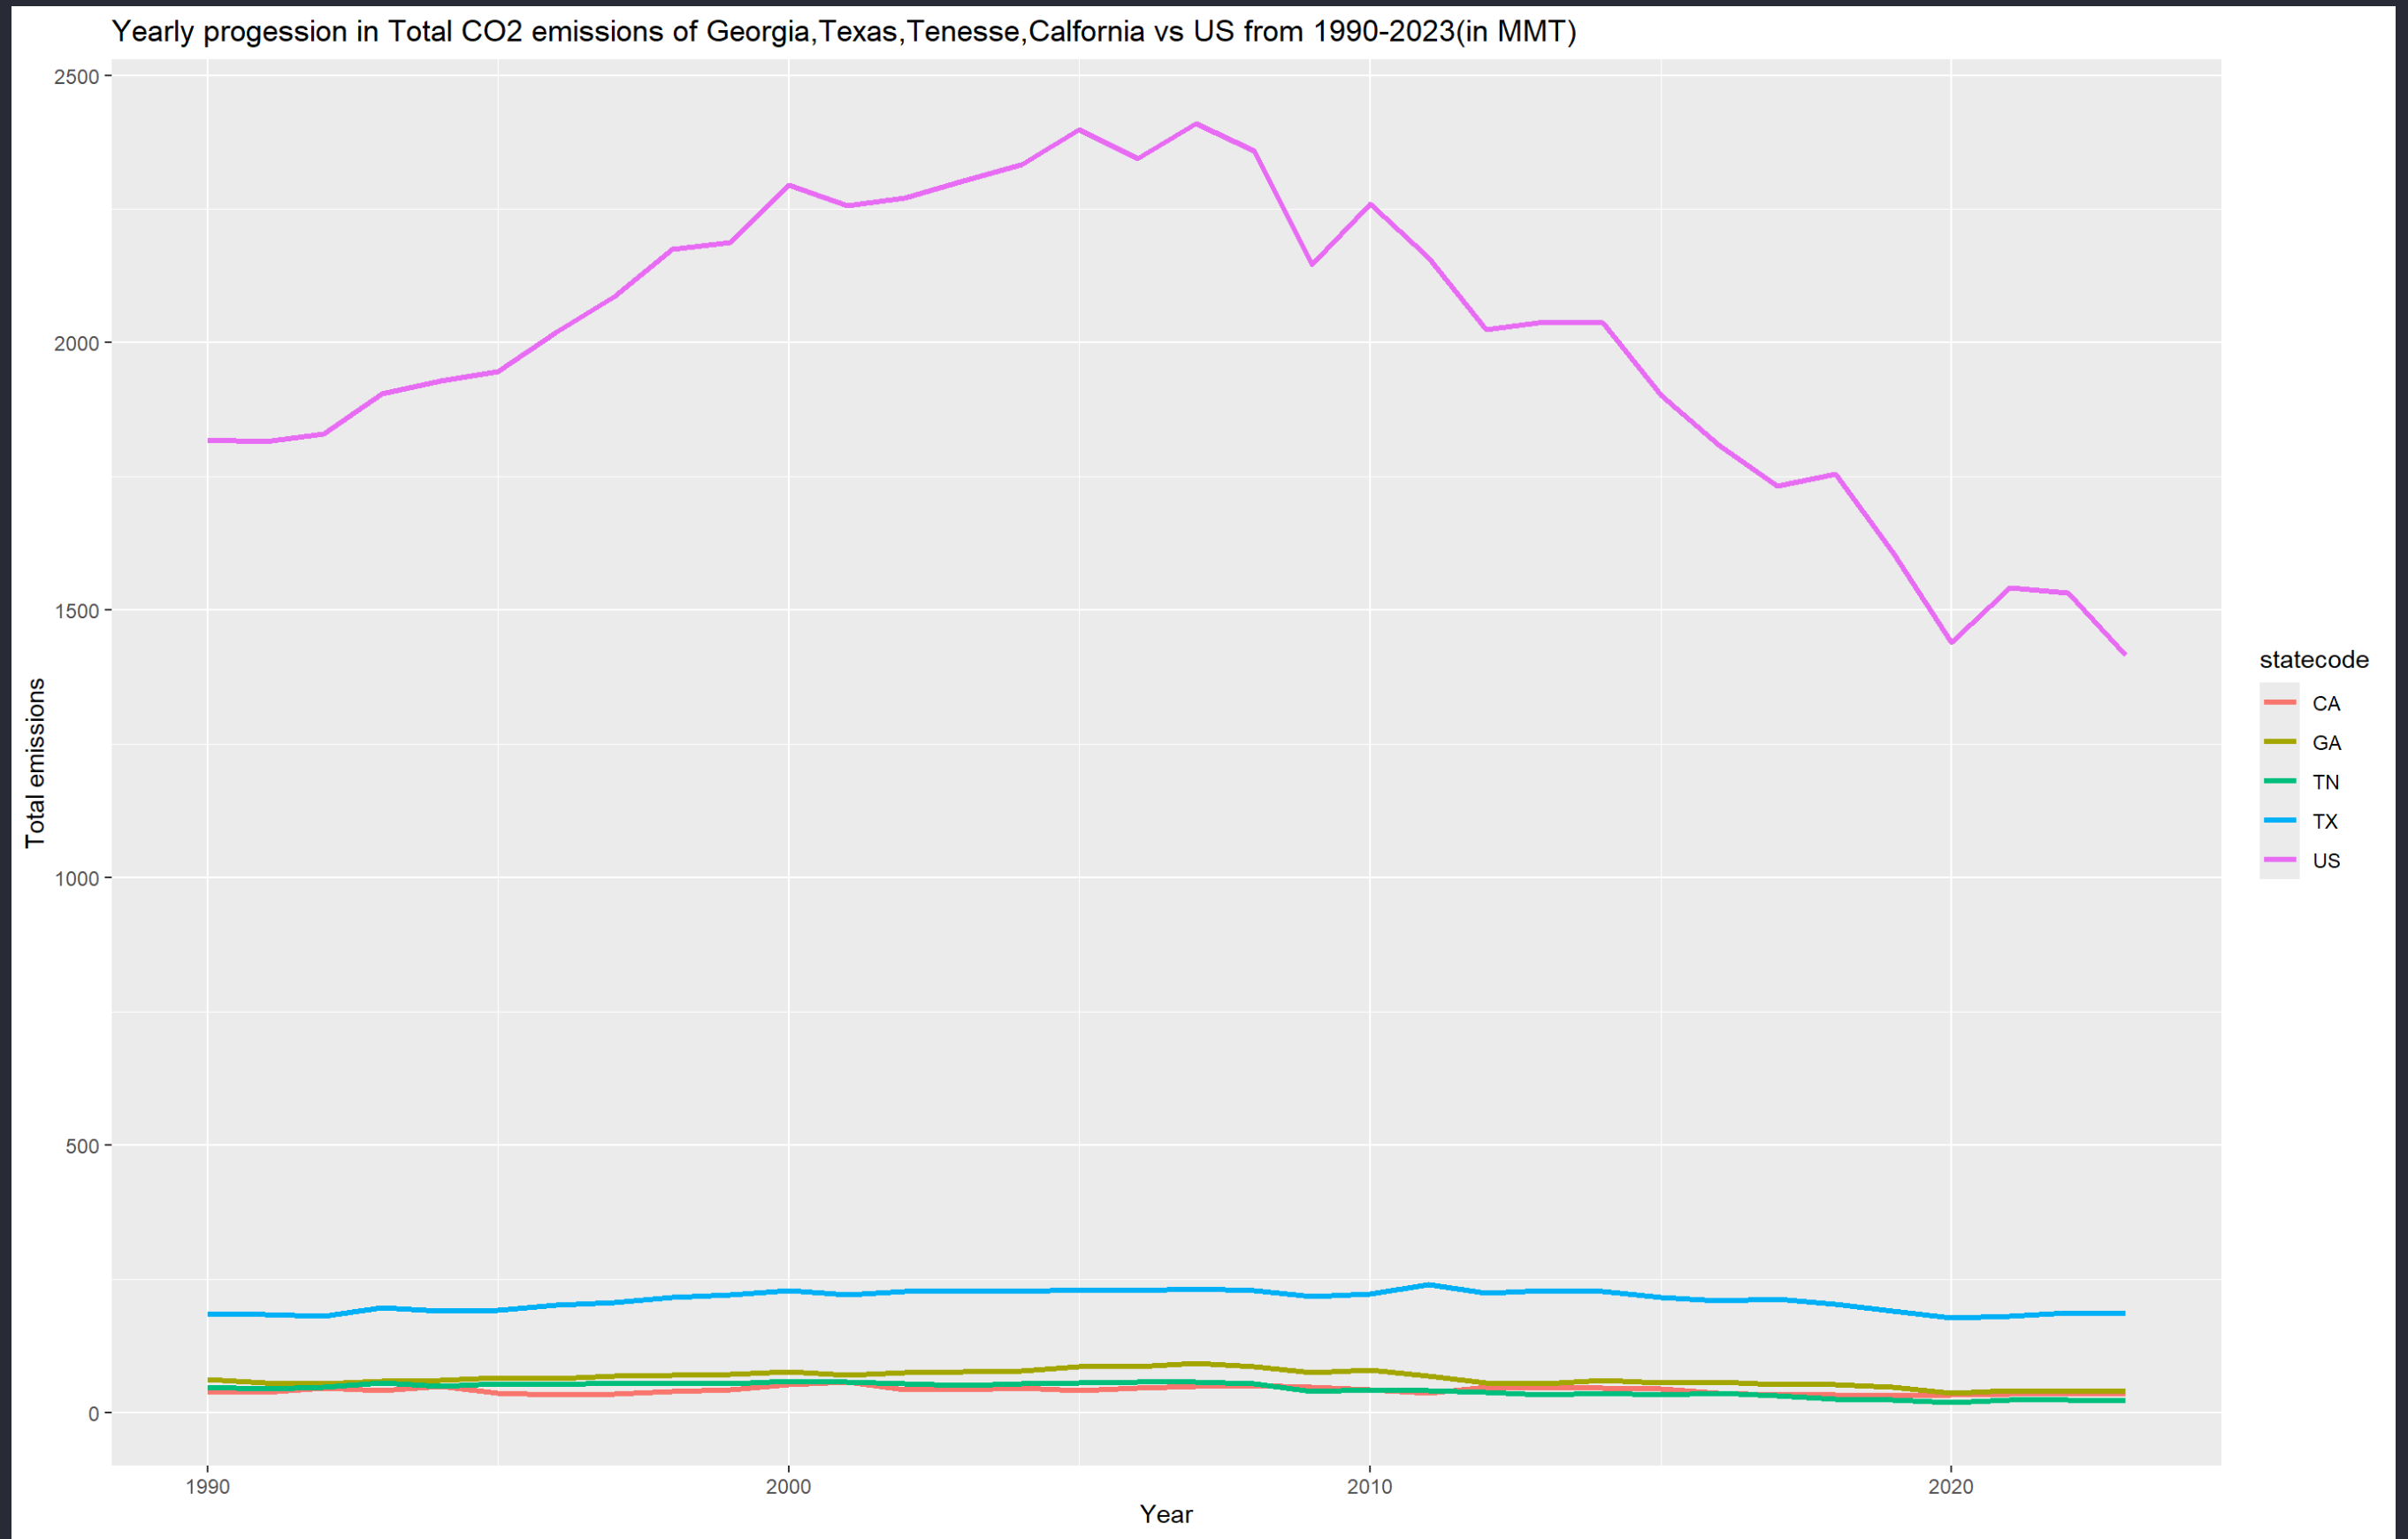 Yearly progession in Total CO2 emissions of Georgia,Texas,Tenesse,Calfornia vs US from 1990-2023(in MMT)
2500
2000
1500
1000
500
0
Total emissions
1990
2000
2010
2020
Year
statecode
CA
GA
TN
TX
US